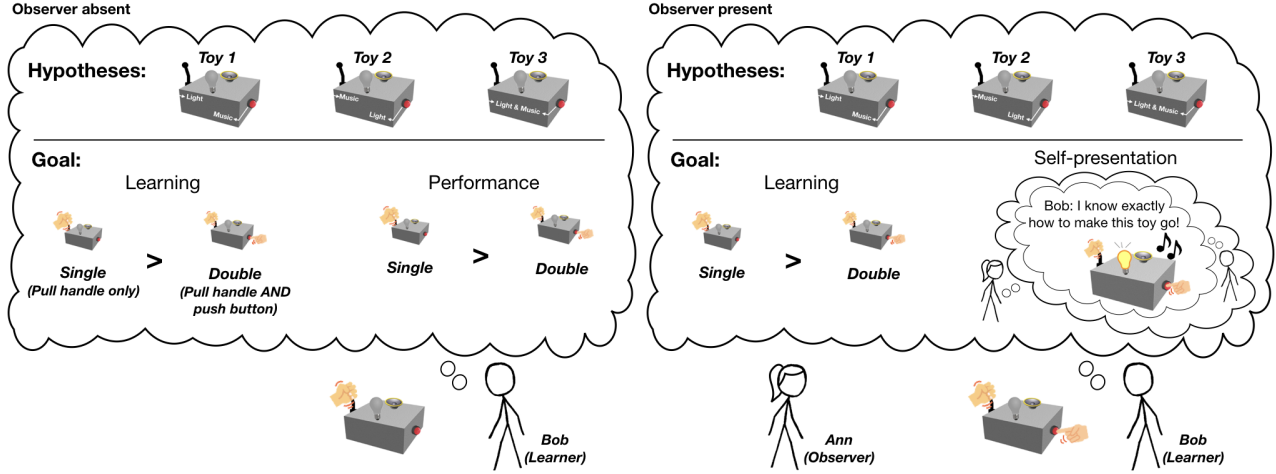 Observer absent
Hypotheses:
Toy 1
Toy 2
Toy 3
Light
Music
Music
Light
Light & Music
Goal:
Learning
Performance
Single
(Pull handle only)
>
Double
(Pull handle AND
push button)
Single
>
Double
Bob
(Learner)
Observer present
Hypotheses:
Toy 1
Toy 2
Toy 3
Light
Music
Music
Light
Light & Music
Goal:
Learning
Self-presentation
Single
>
Double
Bob: I know exactly
how to make this toy go!
Ann
(Observer)
Bob
(Learner)